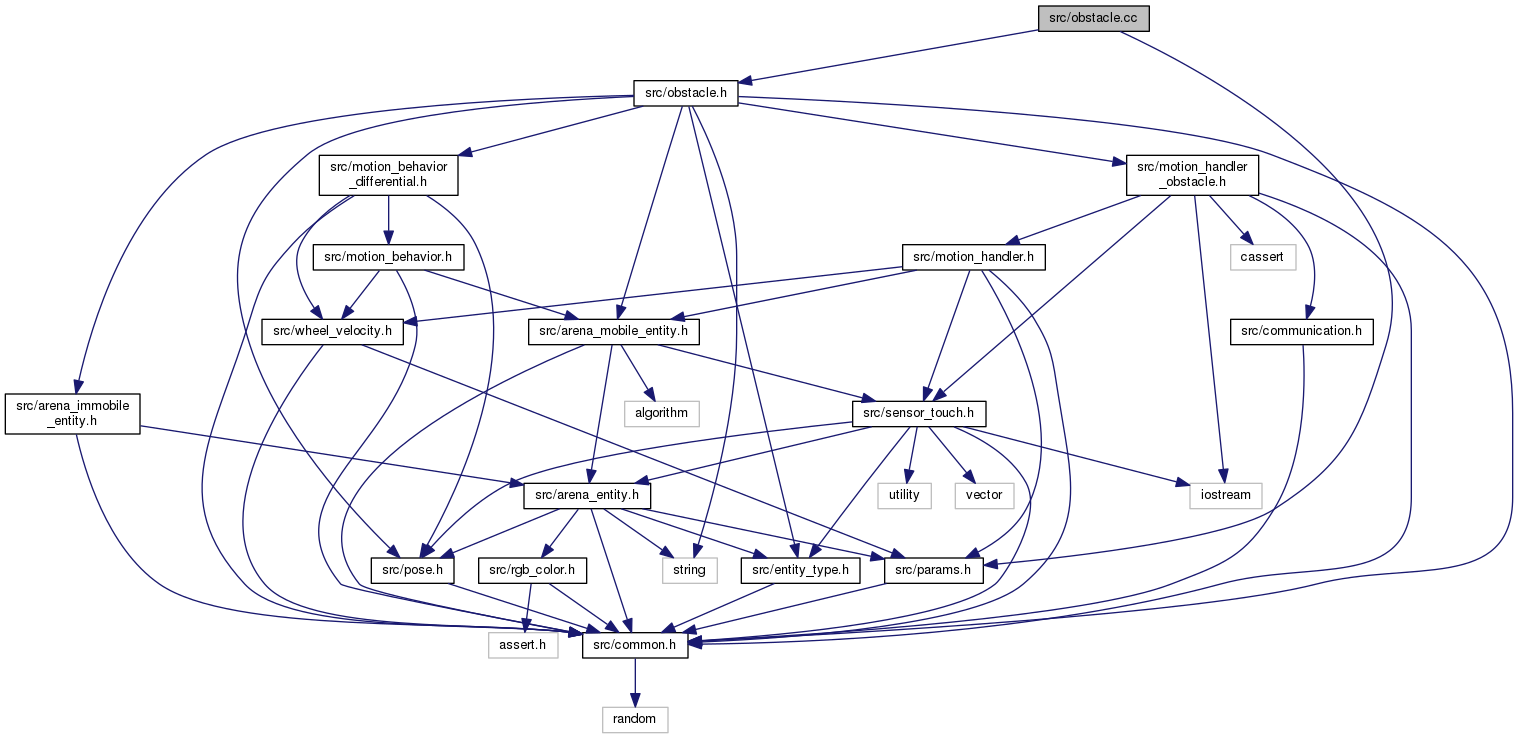 src/obstacle.cc
src/obstacle.h
src/motion_behavior
_differential.h
src/motion_handler
_obstacle.h
src/motion_behavior.h
src/motion_handler.h
cassert
src/wheel_velocity.h
src/arena_mobile_entity.h
src/communication.h
src/arena_immobile
_entity.h
algorithm
src/sensor_touch.h
src/arena_entity.h
utility
vector
iostream
src/pose.h
src/rgb_color.h
string
src/entity_type.h
src/params.h
assert.h
src/common.h
random